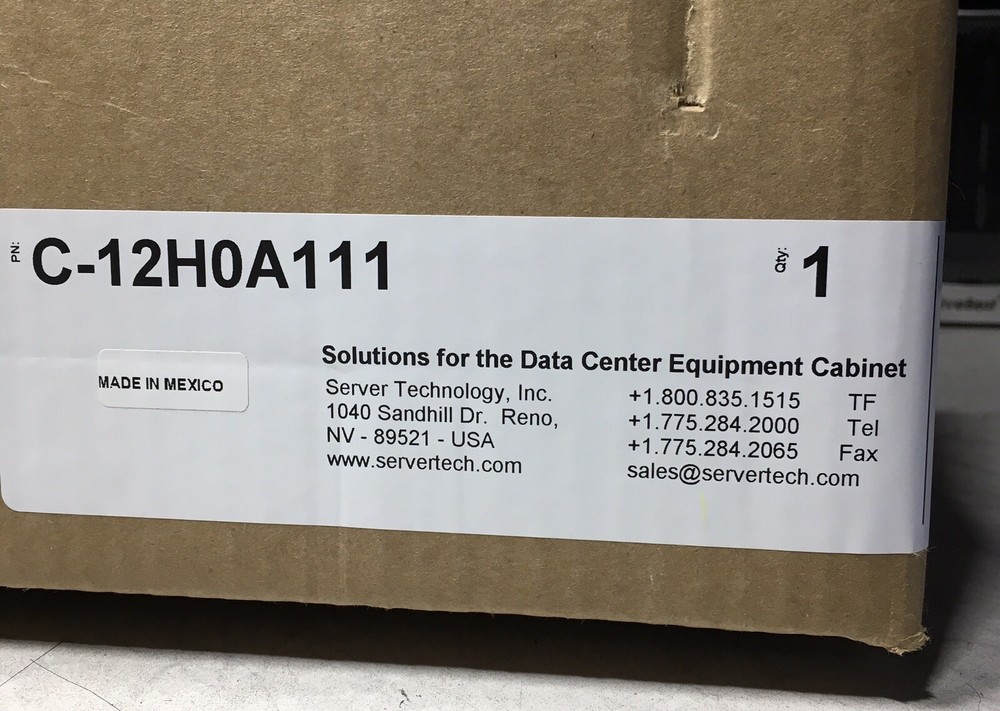 PN: C-12H0A111
Qty: 1
MADE IN MEXICO
Solutions for the Data Center Equipment Cabinet
Server Technology, Inc.
1040 Sandhill Dr. Reno,
NV - 89521 - USA
www.servertech.com
+1.800.835.1515 TF
+1.775.284.2000 Tel
+1.775.284.2065 Fax
sales@servertech.com